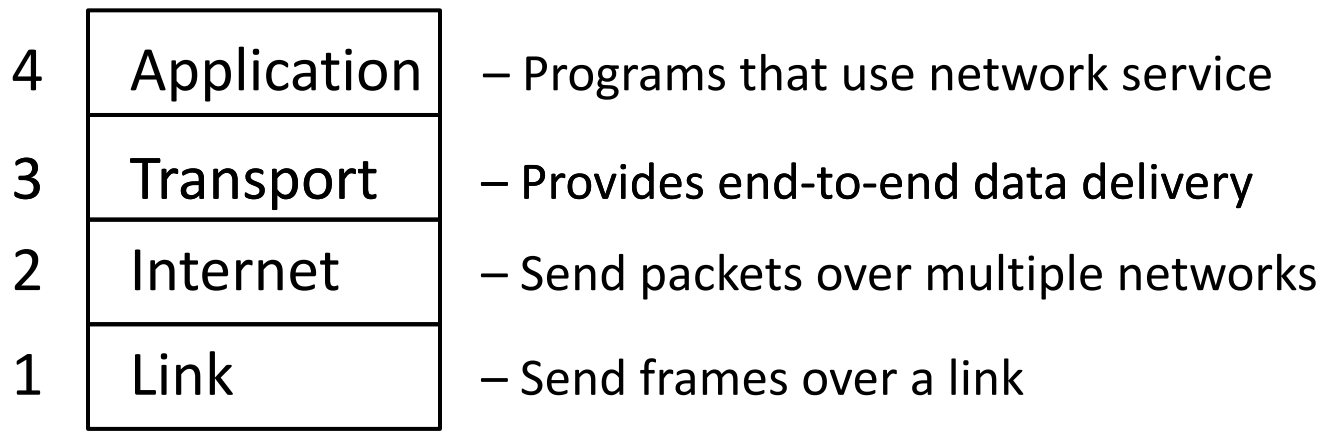 4 Application – Programs that use network service
3 Transport – Provides end-to-end data delivery
2 Internet – Send packets over multiple networks
1 Link – Send frames over a link